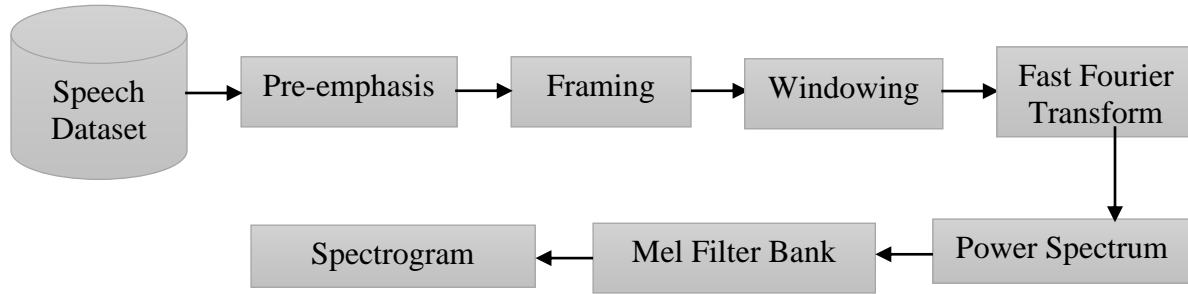 Speech
Dataset
Pre-emphasis
Framing
Windowing
Fast Fourier
Transform
Power Spectrum
Mel Filter Bank
Spectrogram